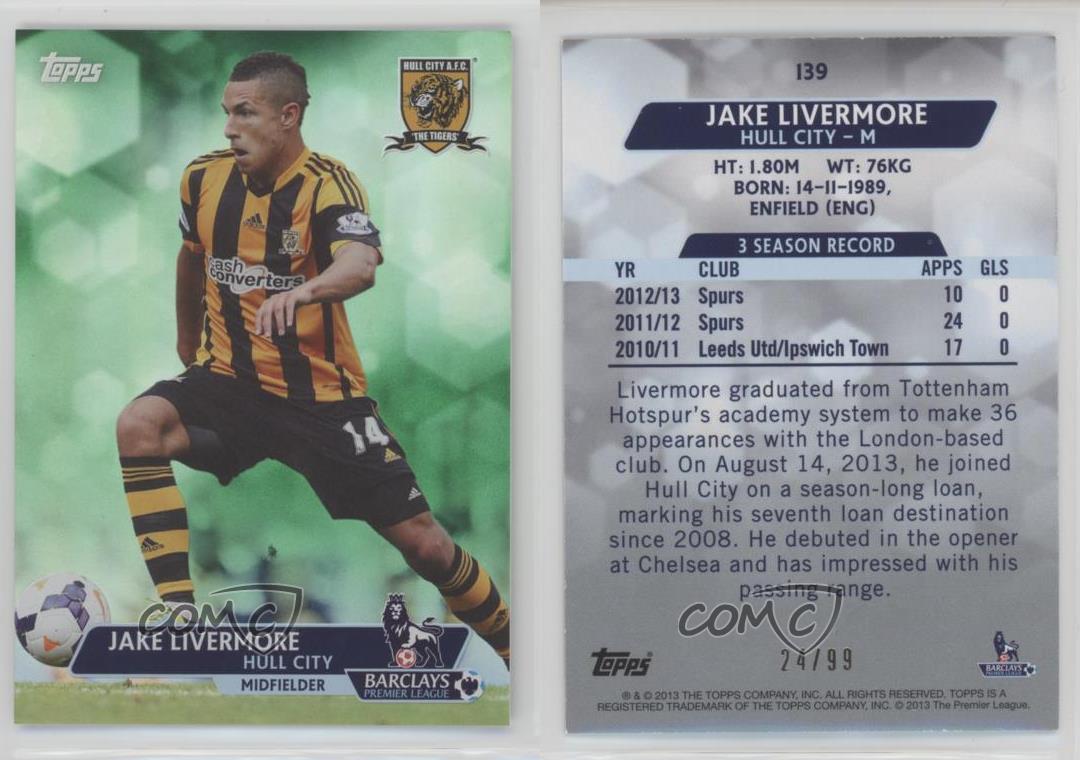 Topps
HULL CITY A.F.C.
'THE TIGERS'
adidas
cash
converters
14
COMC
JAKE LIVERMORE
HULL CITY
MIDFIELDER
BARCLAYS
PREMIER LEAGUE
139
JAKE LIVERMORE
HULL CITY – M
HT: 1.80M WT: 76KG
BORN: 14-11-1989,
ENFIELD (ENG)
3 SEASON RECORD
YR CLUB APPS GLS
2012/13 Spurs 10 0
2011/12 Spurs 24 0
2010/11 Leeds Utd/Ipswich Town 17 0
Livermore graduated from Tottenham
Hotspur's academy system to make 36
appearances with the London-based
club. On August 14, 2013, he joined
Hull City on a season-long loan,
marking his seventh loan destination
since 2008. He debuted in the opener
at Chelsea and has impressed with his
passing range.
COMC
24/99
Topps
BARCLAYS
PREMIER LEAGUE
® & © 2013 THE TOPPS COMPANY, INC. ALL RIGHTS RESERVED, TOPPS IS A
REGISTERED TRADEMARK OF THE TOPPS COMPANY, INC. © 2013 The Premier League.